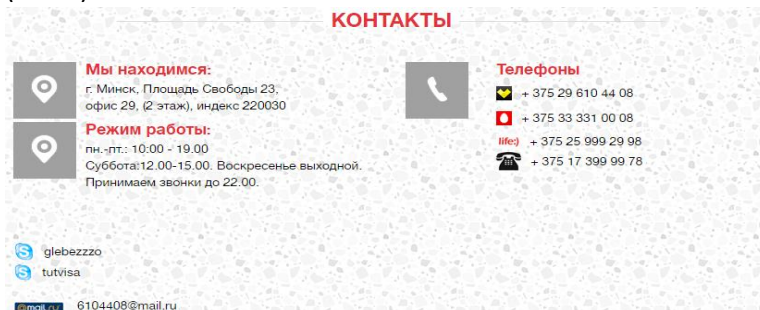 КОНТАКТЫ
Мы находимся:
г. Минск, Площадь Свободы 23,
офис 29, (2 этаж), индекс 220030
Режим работы:
пн.-пт.: 10:00 - 19.00
Суббота:12.00-15.00. Воскресенье выходной.
Принимаем звонки до 22.00.
Телефоны
+ 375 29 610 44 08
+ 375 33 331 00 08
life:) + 375 25 999 29 98
+ 375 17 399 99 78
glebezzzo
tutvisa
@mail.ru 6104408@mail.ru